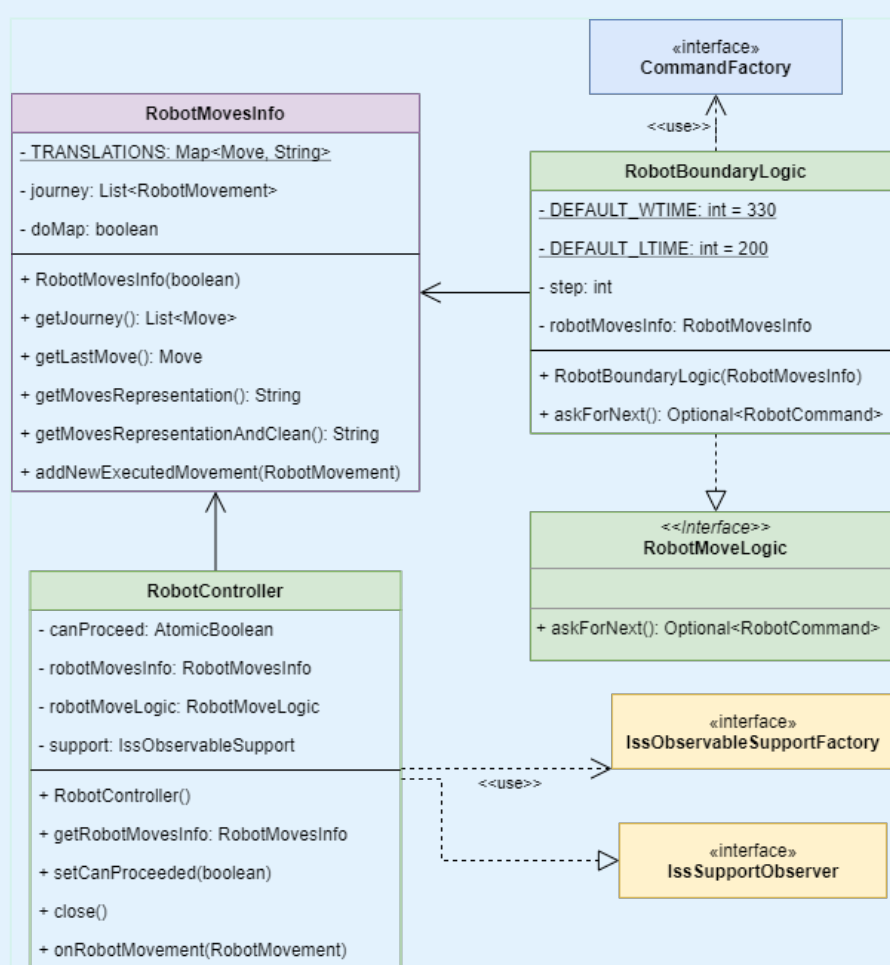 «interface»
CommandFactory
<<use>>
RobotMovesInfo
- TRANSLATIONS: Map<Move, String>
- journey: List<RobotMovement>
- doMap: boolean
+ RobotMovesInfo(boolean)
+ getJourney(): List<Move>
+ getLastMove(): Move
+ getMovesRepresentation(): String
+ getMovesRepresentationAndClean(): String
+ addNewExecutedMovement(RobotMovement)
RobotBoundaryLogic
- DEFAULT_WTIME: int = 330
- DEFAULT_LTIME: int = 200
- step: int
- robotMovesInfo: RobotMovesInfo
+ RobotBoundaryLogic(RobotMovesInfo)
+ askForNext(): Optional<RobotCommand>
<<Interface>>
RobotMoveLogic
+ askForNext(): Optional<RobotCommand>
RobotController
- canProceed: AtomicBoolean
- robotMovesInfo: RobotMovesInfo
- robotMoveLogic: RobotMoveLogic
- support: IssObservableSupport
+ RobotController()
+ getRobotMovesInfo: RobotMovesInfo
+ setCanProceeded(boolean)
+ close()
+ onRobotMovement(RobotMovement)
<<use>>
«interface»
IssObservableSupportFactory
«interface»
IssSupportObserver